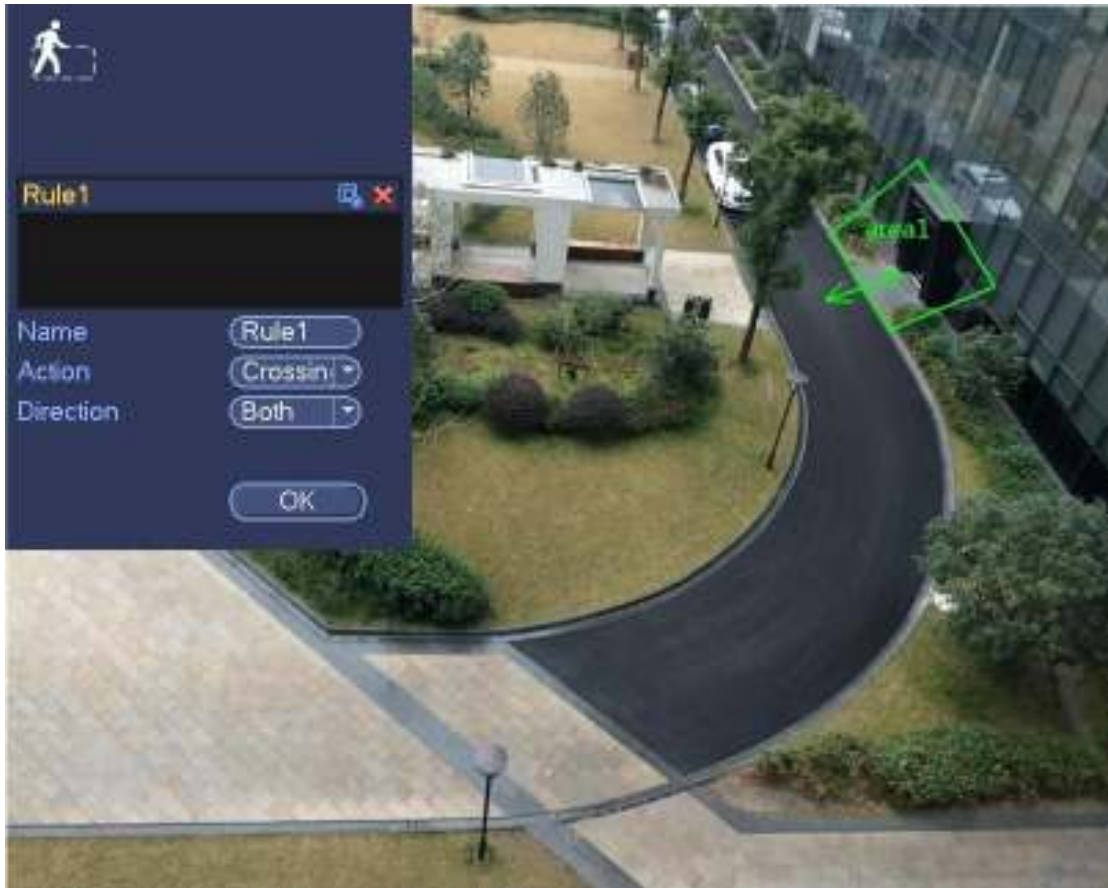 Rule1
Name Rule1
Action Crossin
Direction Both
OK
area1